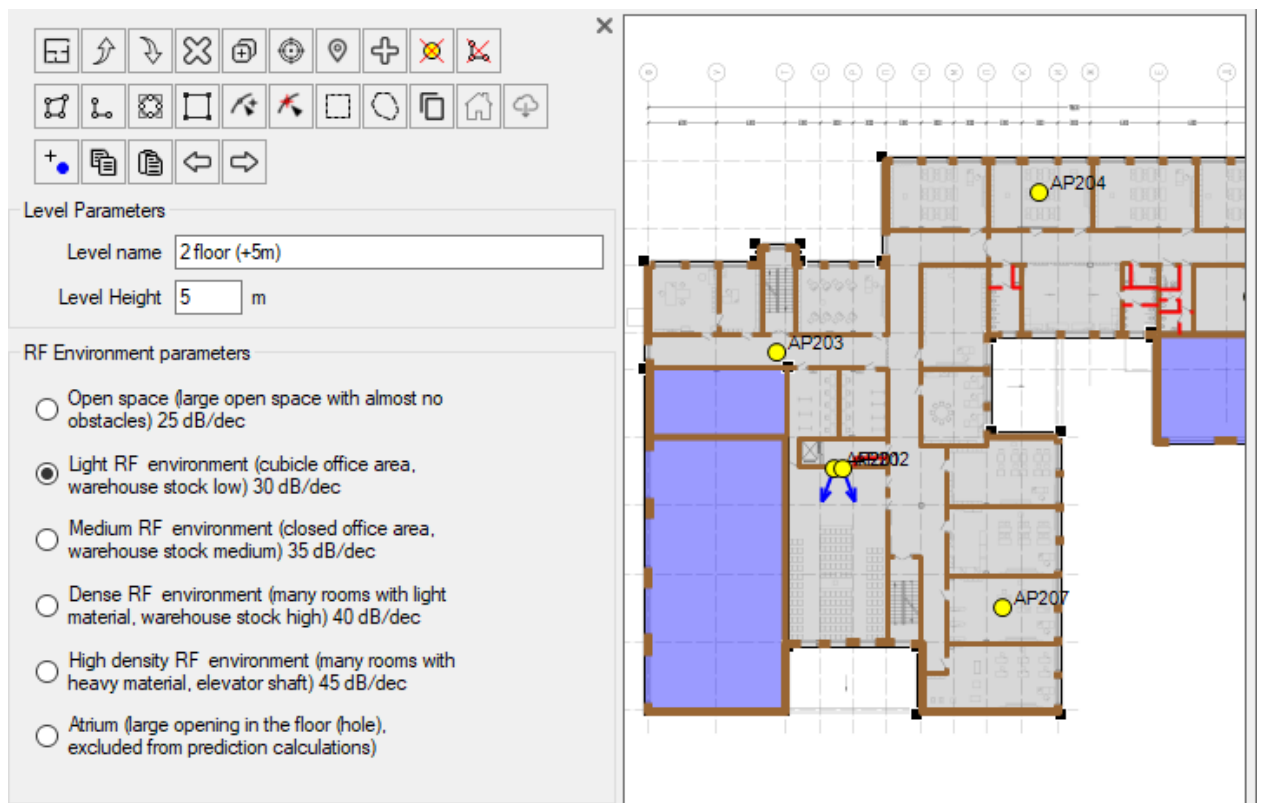 Level Parameters
Level name 2 floor (+5m)
Level Height 5 m
RF Environment parameters
Open space (large open space with almost no
obstacles) 25 dB/dec
Light RF environment (cubicle office area,
warehouse stock low) 30 dB/dec
Medium RF environment (closed office area,
warehouse stock medium) 35 dB/dec
Dense RF environment (many rooms with light
material, warehouse stock high) 40 dB/dec
High density RF environment (many rooms with
heavy material, elevator shaft) 45 dB/dec
Atrium (large opening in the floor (hole),
excluded from prediction calculations)
AP204
AP203
AP207